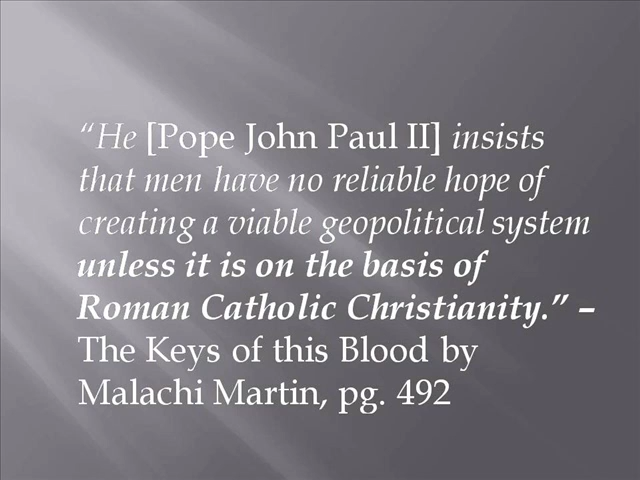 “He [Pope John Paul II] insists
that men have no reliable hope of
creating a viable geopolitical system
unless it is on the basis of
Roman Catholic Christianity.” –
The Keys of this Blood by
Malachi Martin, pg. 492